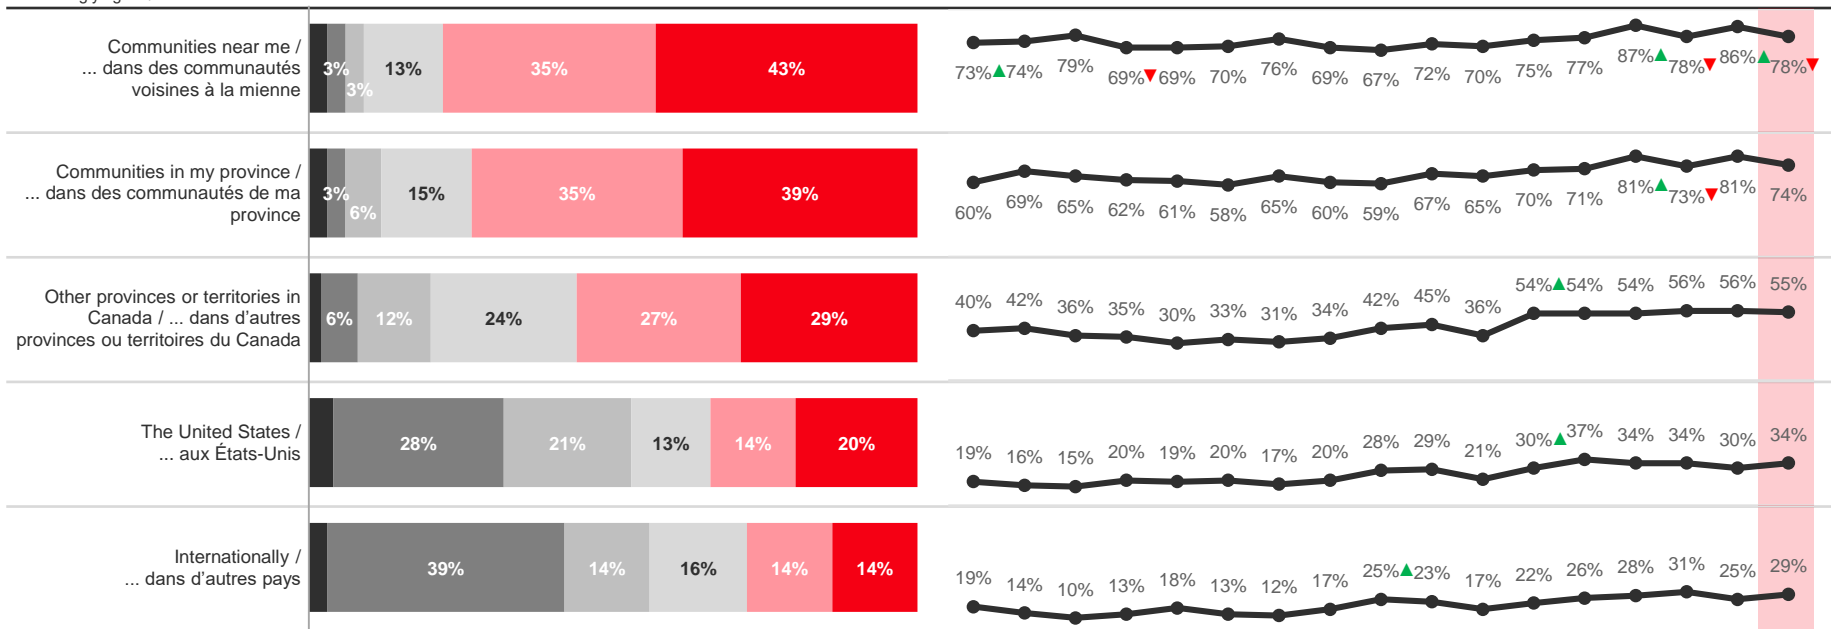 Communities near me /
... dans des communautés
voisines à la mienne
3% 3% 13% 35% 43%
73% 74% 79% 69% 69% 70% 76% 69% 67% 72% 70% 75% 77% 87% 78% 86% 78%
Communities in my province /
... dans des communautés de ma
province
3% 6% 15% 35% 39%
60% 69% 65% 62% 61% 58% 65% 60% 59% 67% 65% 70% 71% 81% 73% 81% 74%
Other provinces or territories in
Canada / ... dans d’autres
provinces ou territoires du Canada
6% 12% 24% 27% 29%
40% 42% 36% 35% 30% 33% 31% 34% 42% 45% 36% 54% 54% 54% 56% 56% 55%
The United States /
... aux États-Unis
28% 21% 13% 14% 20%
19% 16% 15% 20% 19% 20% 17% 20% 28% 29% 21% 30% 37% 34% 34% 30% 34%
Internationally /
... dans d’autres pays
39% 14% 16% 14% 14%
19% 14% 10% 13% 18% 13% 12% 17% 25% 23% 17% 22% 26% 28% 31% 25% 29%